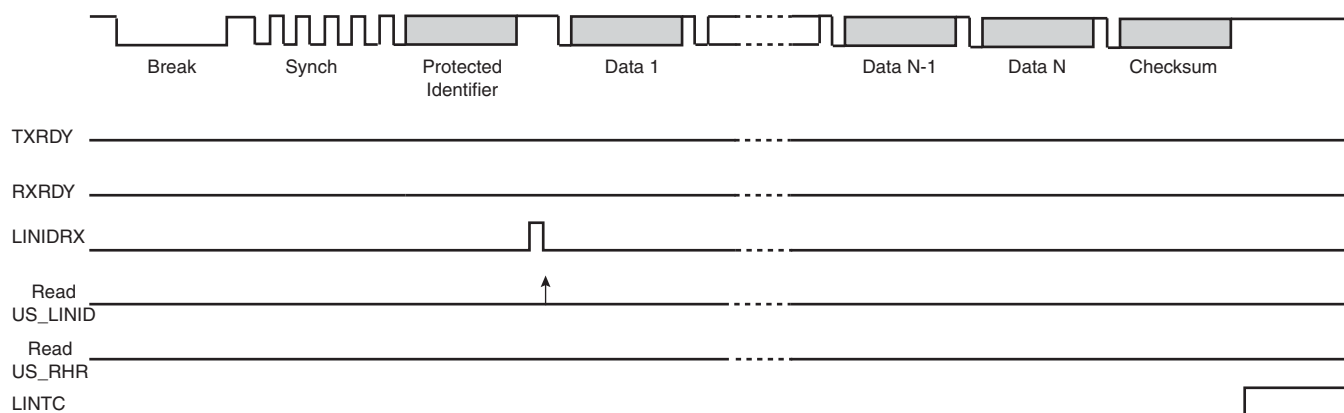 Break Synch Protected Data 1 Data N-1 Data N Checksum
Identifier
TXRDY
RXRDY
LINIDRX
Read
US_LINID
Read
US_RHR
LINTC